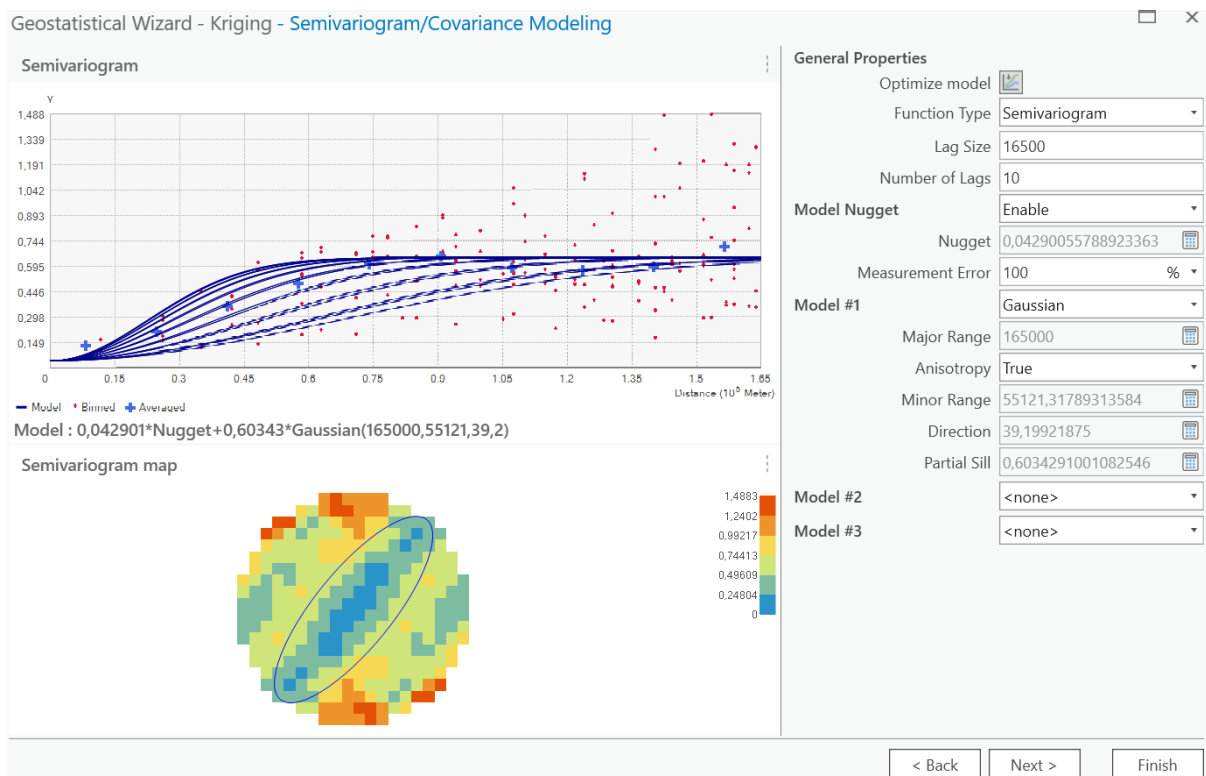 Geostatistical Wizard - Kriging - Semivariogram/Covariance Modeling
Semivariogram
γ
1,488
1,339
1,191
1,042
0,893
0,744
0,595
0,446
0,298
0,149
0 0.15 0.3 0.45 0.6 0.75 0.9 1.05 1.2 1.35 1.5 1.65
Distance (10⁵ Meter)
Model Binned Averaged
Model : 0,042901*Nugget+0,60343*Gaussian(165000,55121,39,2)
Semivariogram map
1,4883
1,2402
0,99217
0,74413
0,49609
0,24804
0
General Properties
Optimize model
Function Type Semivariogram
Lag Size 16500
Number of Lags 10
Model Nugget Enable
Nugget 0,04290055788923363
Measurement Error 100 %
Model #1 Gaussian
Major Range 165000
Anisotropy True
Minor Range 55121,31789313584
Direction 39,19921875
Partial Sill 0,6034291001082546
Model #2 <none>
Model #3 <none>
< Back Next > Finish